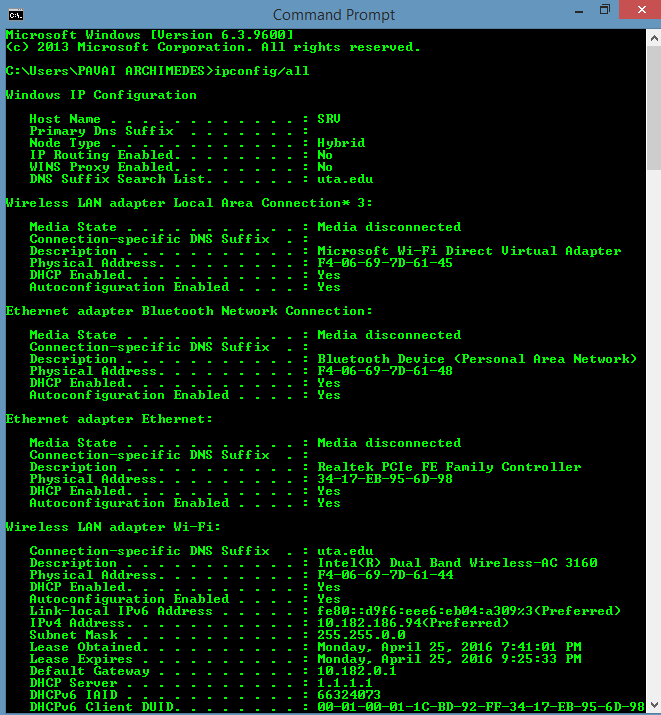 Command Prompt
Microsoft Windows [Version 6.3.9600]
(c) 2013 Microsoft Corporation. All rights reserved.
C:\Users\PAVAI ARCHIMEDES>ipconfig/all
Windows IP Configuration
Host Name . . . . . . . . . . . . : SRV
Primary Dns Suffix  . . . . . . . :
Node Type . . . . . . . . . . . . : Hybrid
IP Routing Enabled. . . . . . . . : No
WINS Proxy Enabled. . . . . . . . : No
DNS Suffix Search List. . . . . . : uta.edu
Wireless LAN adapter Local Area Connection* 3:
Media State . . . . . . . . . . . : Media disconnected
Connection-specific DNS Suffix  . :
Description . . . . . . . . . . . : Microsoft Wi-Fi Direct Virtual Adapter
Physical Address. . . . . . . . . : F4-06-69-7D-61-45
DHCP Enabled. . . . . . . . . . . : Yes
Autoconfiguration Enabled . . . . : Yes
Ethernet adapter Bluetooth Network Connection:
Media State . . . . . . . . . . . : Media disconnected
Connection-specific DNS Suffix  . :
Description . . . . . . . . . . . : Bluetooth Device (Personal Area Network)
Physical Address. . . . . . . . . : F4-06-69-7D-61-48
DHCP Enabled. . . . . . . . . . . : Yes
Autoconfiguration Enabled . . . . : Yes
Ethernet adapter Ethernet:
Media State . . . . . . . . . . . : Media disconnected
Connection-specific DNS Suffix  . :
Description . . . . . . . . . . . : Realtek PCIe FE Family Controller
Physical Address. . . . . . . . . : 34-17-EB-95-6D-98
DHCP Enabled. . . . . . . . . . . : Yes
Autoconfiguration Enabled . . . . : Yes
Wireless LAN adapter Wi-Fi:
Connection-specific DNS Suffix  . : uta.edu
Description . . . . . . . . . . . : Intel(R) Dual Band Wireless-AC 3160
Physical Address. . . . . . . . . : F4-06-69-7D-61-44
DHCP Enabled. . . . . . . . . . . : Yes
Autoconfiguration Enabled . . . . : Yes
Link-local IPv6 Address . . . . . : fe80::d9f6:eee6:eb04:a309%3(Preferred)
IPv4 Address. . . . . . . . . . . : 10.182.186.94(Preferred)
Subnet Mask . . . . . . . . . . . : 255.255.0.0
Lease Obtained. . . . . . . . . . : Monday, April 25, 2016 7:41:01 PM
Lease Expires . . . . . . . . . . : Monday, April 25, 2016 9:25:33 PM
Default Gateway . . . . . . . . . : 10.182.0.1
DHCP Server . . . . . . . . . . . : 1.1.1.1
DHCPv6 IAID . . . . . . . . . . . : 66324073
DHCPv6 Client DUID. . . . . . . . : 00-01-00-01-1C-BD-92-FF-34-17-EB-95-6D-98